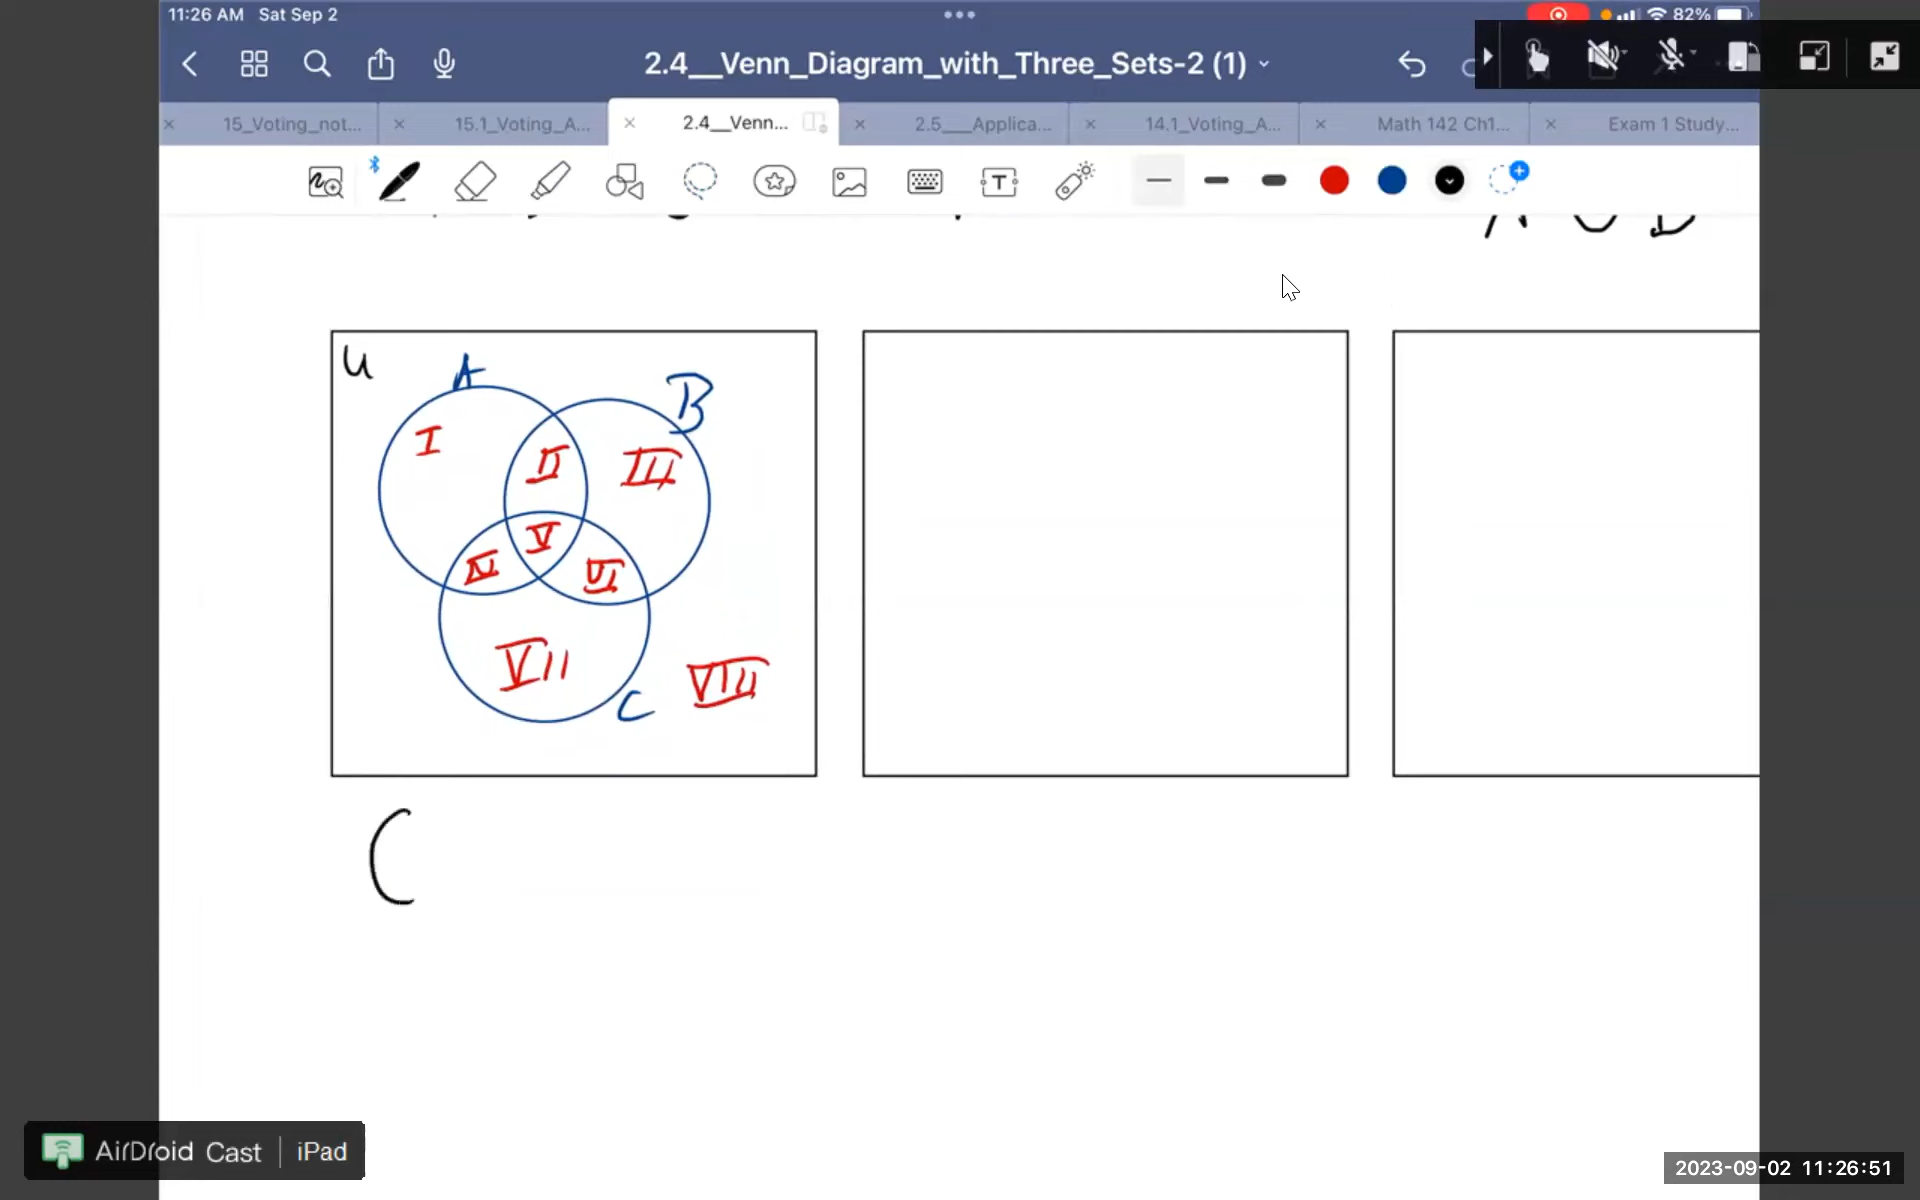 11:26 AM Sat Sep 2
82%
2.4__Venn_Diagram_with_Three_Sets-2 (1)
15_Voting_not...
15.1_Voting_A...
2.4__Venn...
2.5___Applica...
14.1_Voting_A...
Math 142 Ch1...
Exam 1 Study...
T
U
A
B
I
II
III
V
IV
VI
VII
VIII
C
(
AirDroid Cast | iPad
2023-09-02 11:26:51